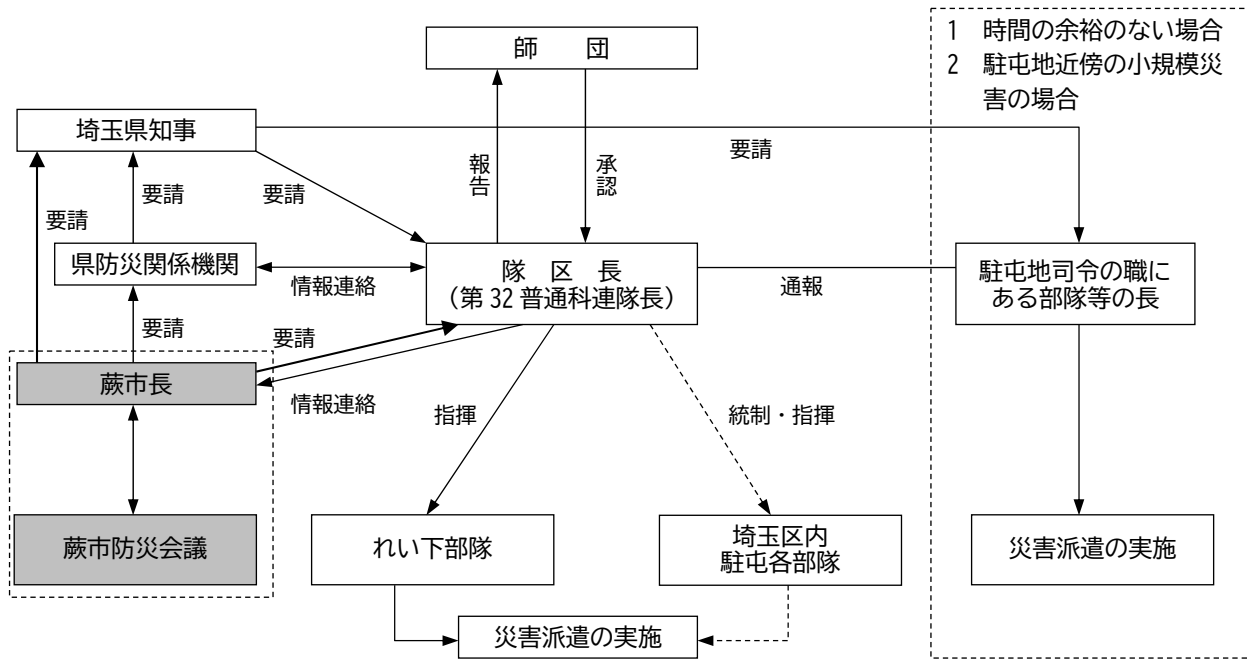 師　団
1　時間の余裕のない場合
2　駐屯地近傍の小規模災
害の場合
埼玉県知事
要請
報告
承認
要請
要請
要請
県防災関係機関
情報連絡
隊　区　長
（第 32 普通科連隊長）
通報
駐屯地司令の職に
ある部隊等の長
要請
要請
蕨市長
情報連絡
指揮
統制・指揮
蕨市防災会議
れい下部隊
埼玉区内
駐屯各部隊
災害派遣の実施
災害派遣の実施